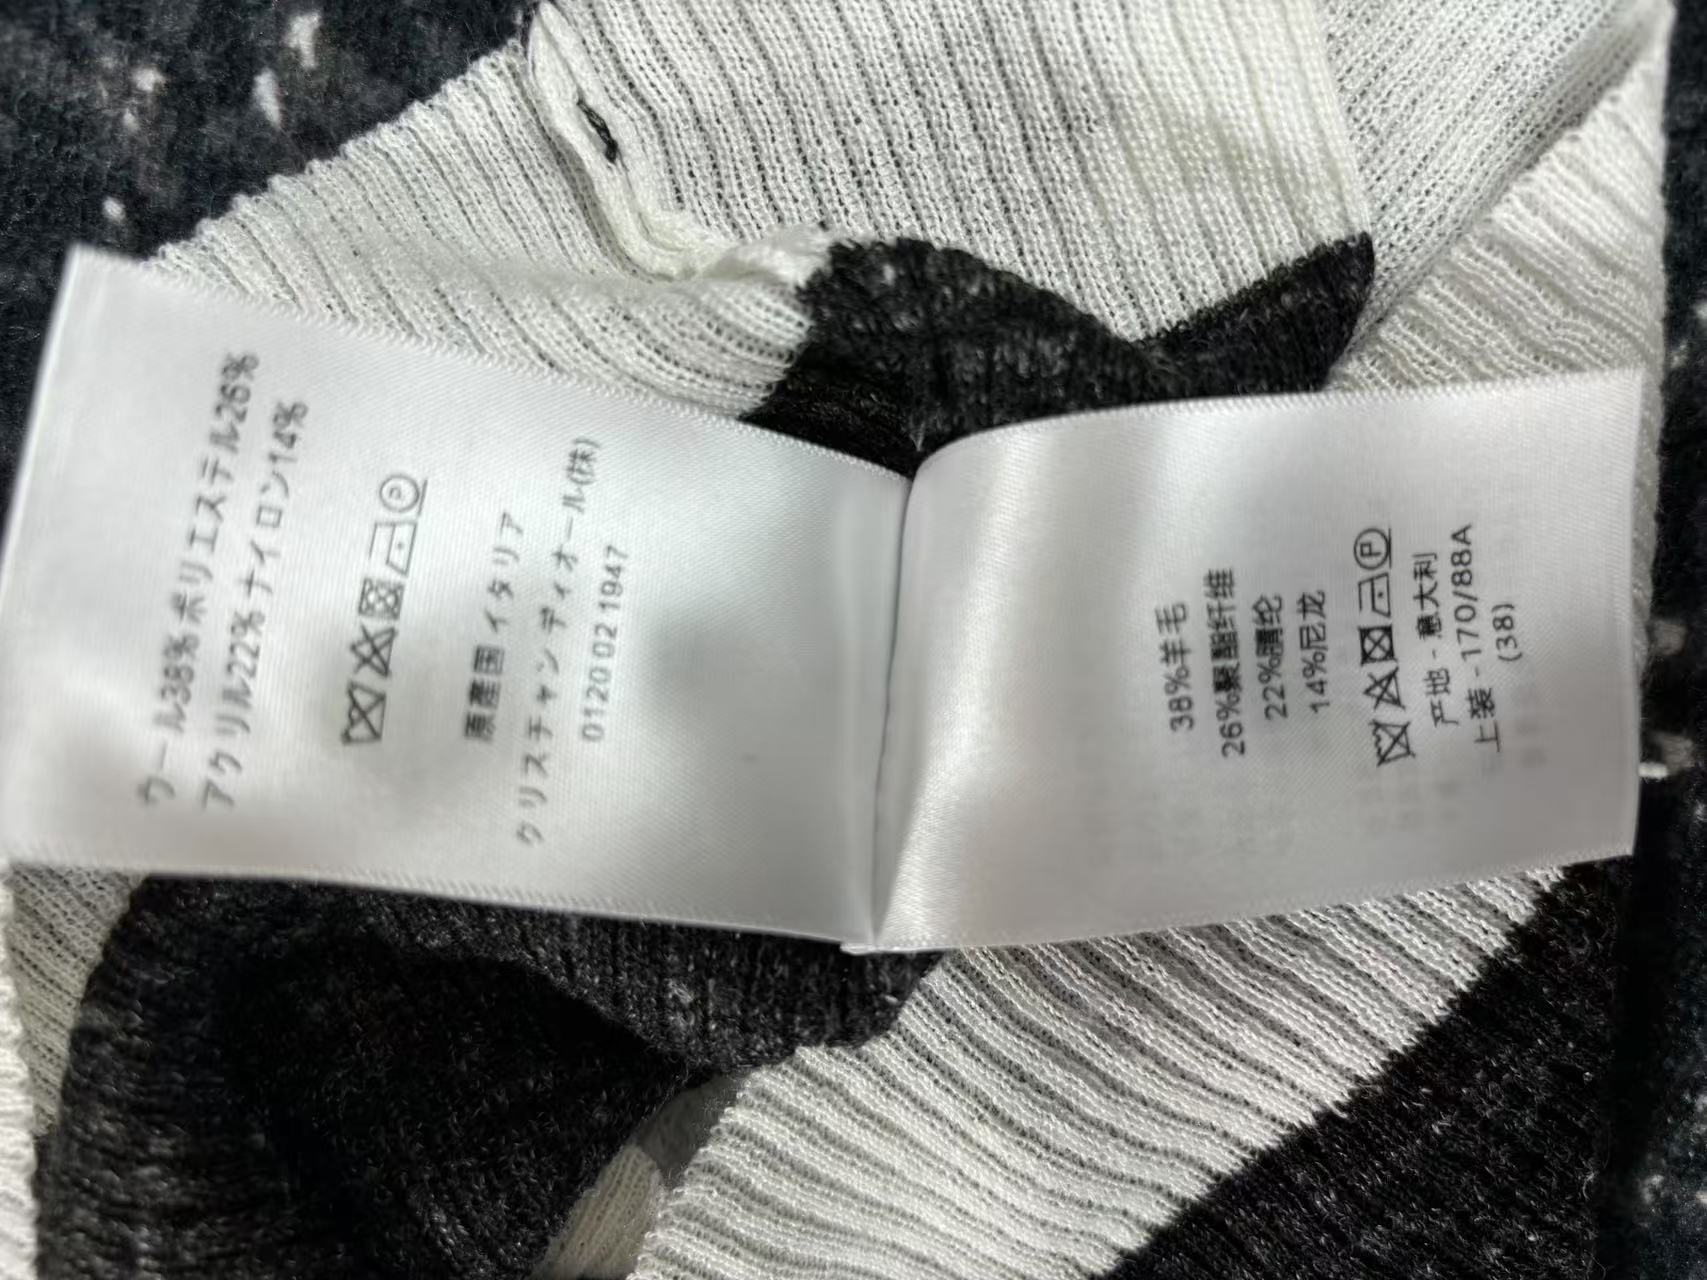 ウール38%ポリエステル26%
アクリル22%ナイロン14%
P
原産国イタリア
クリスチャンディオール(株)
0120 02 1947
38%羊毛
26%聚酯纤维
22%腈纶
14%尼龙
P
产地 - 意大利
上装 - 170/88A
(38)